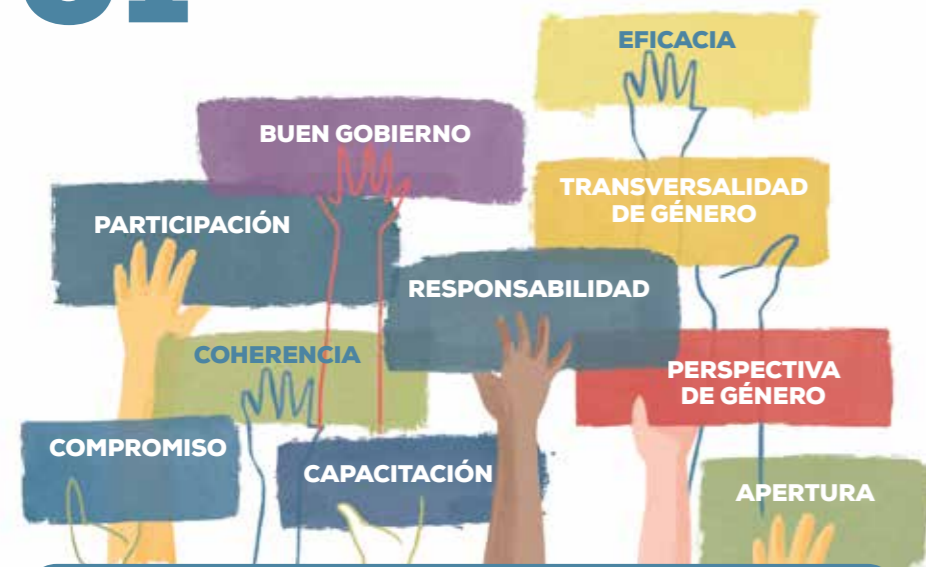 EFICACIA
BUEN GOBIERNO
TRANSVERSALIDAD
DE GÉNERO
PARTICIPACIÓN
RESPONSABILIDAD
COHERENCIA
PERSPECTIVA
DE GÉNERO
COMPROMISO
CAPACITACIÓN
APERTURA